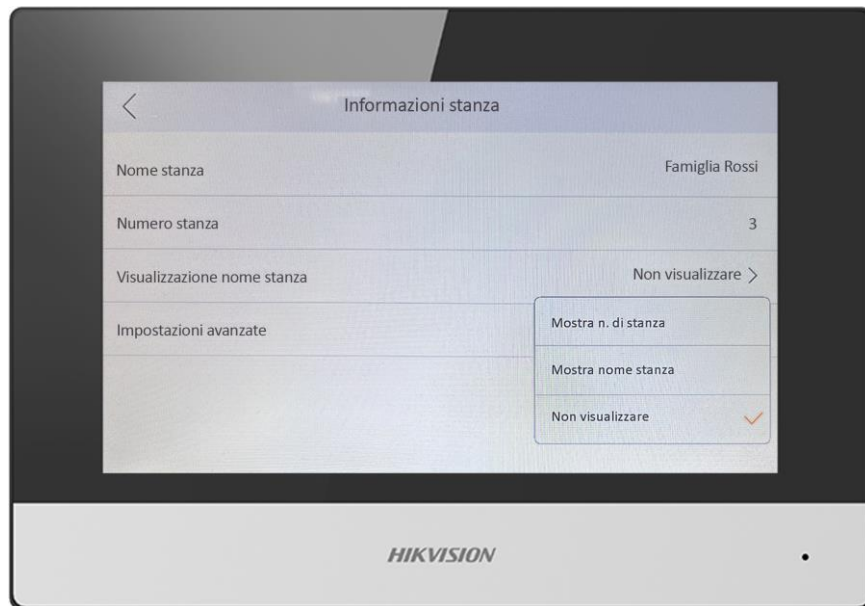 Informazioni stanza
Nome stanza Famiglia Rossi
Numero stanza 3
Visualizzazione nome stanza Non visualizzare
Impostazioni avanzate
Mostra n. di stanza
Mostra nome stanza
Non visualizzare
HIKVISION